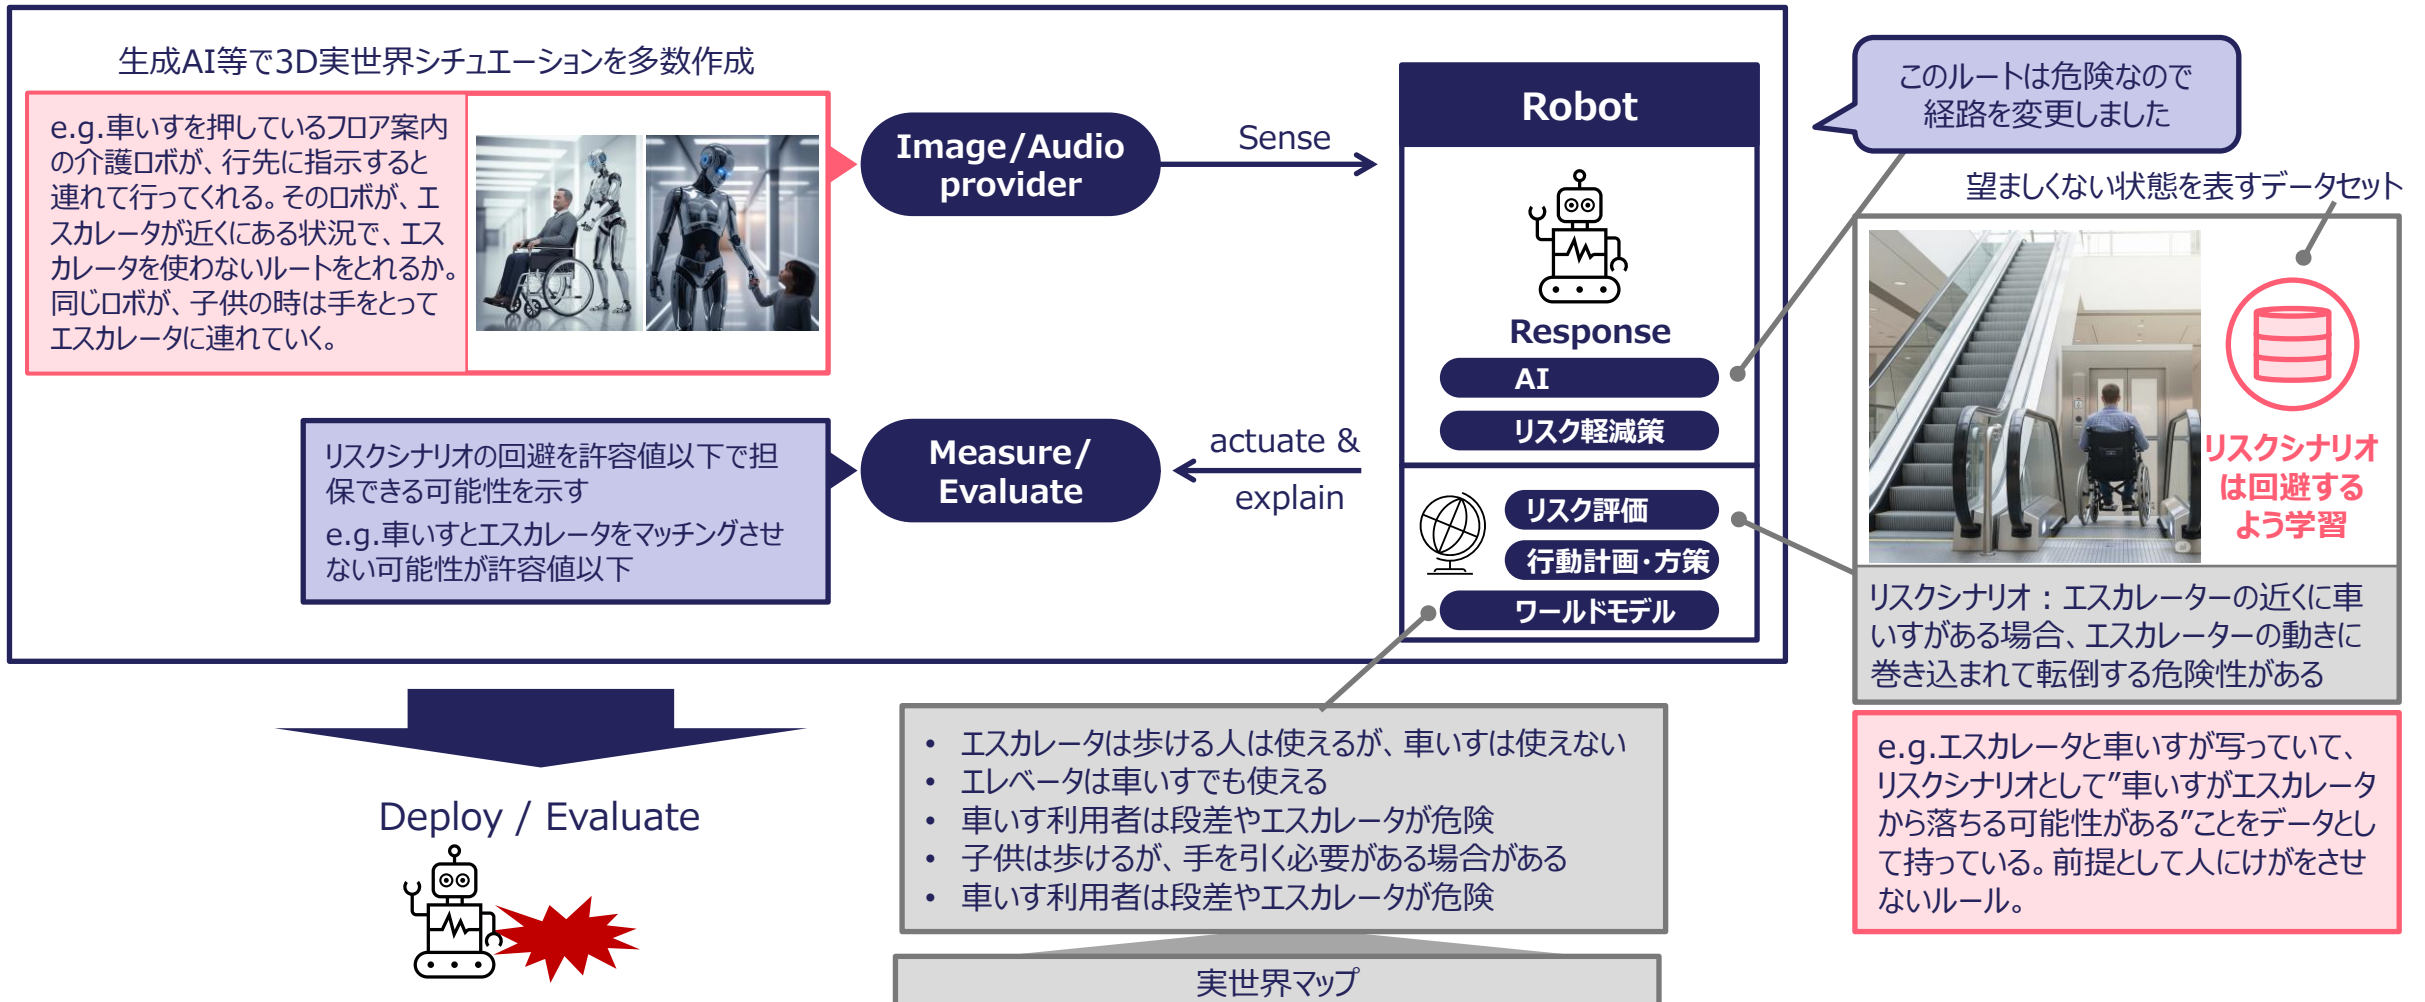 生成AI等で3D実世界シチュエーションを多数作成
e.g.車いすを押しているフロア案内
の介護ロボが、行先に指示すると
連れて行ってくれる。そのロボが、エ
スカレータが近くにある状況で、エス
カレータを使わないルートをとれるか。
同じロボが、子供の時は手をとって
エスカレータに連れていく。
Image/Audio
provider
Sense
Robot
Response
AI
リスク軽減策
リスク評価
行動計画・方策
ワールドモデル
このルートは危険なので
経路を変更しました
望ましくない状態を表すデータセット
リスクシナリオ
は回避する
よう学習
リスクシナリオ：エスカレーターの近くに車
いすがある場合、エスカレーターの動きに
巻き込まれて転倒する危険性がある
e.g.エスカレータと車いすが写っていて、
リスクシナリオとして”車いすがエスカレータ
から落ちる可能性がある”ことをデータとし
て持っている。前提として人にけがをさせ
ないルール。
リスクシナリオの回避を許容値以下で担
保できる可能性を示す
e.g.車いすとエスカレータをマッチングさせ
ない可能性が許容値以下
Measure/
Evaluate
actuate &
explain
Deploy / Evaluate
• エスカレータは歩ける人は使えるが、車いすは使えない
• エレベータは車いすでも使える
• 車いす利用者は段差やエスカレータが危険
• 子供は歩けるが、手を引く必要がある場合がある
• 車いす利用者は段差やエスカレータが危険
実世界マップ